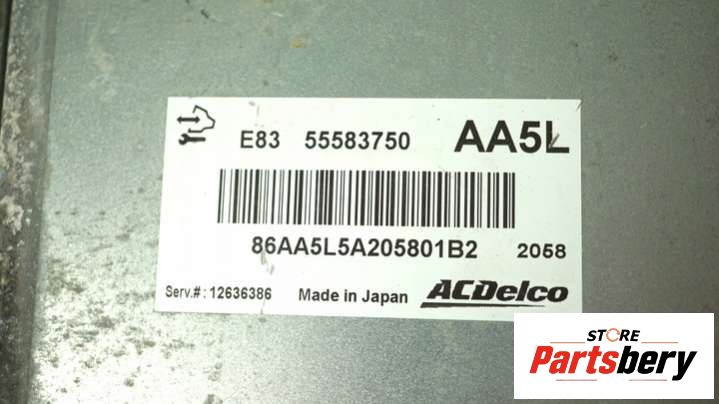 E83 55583750 AA5L
86AA5L5A205801B2 2058
Serv.#: 12636386 Made in Japan ACDelco
STORE
Partsbery